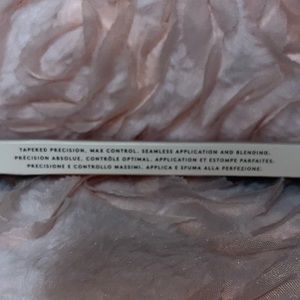 TAPERED PRECISION. MAX CONTROL. SEAMLESS APPLICATION AND BLENDING.
PRÉCISION ABSOLUE. CONTRÔLE OPTIMAL. APPLICATION ET ESTOMPE PARFAITES.
PRECISIONE E CONTROLLO MASSIMI. APPLICA E SFUMA ALLA PERFEZIONE.